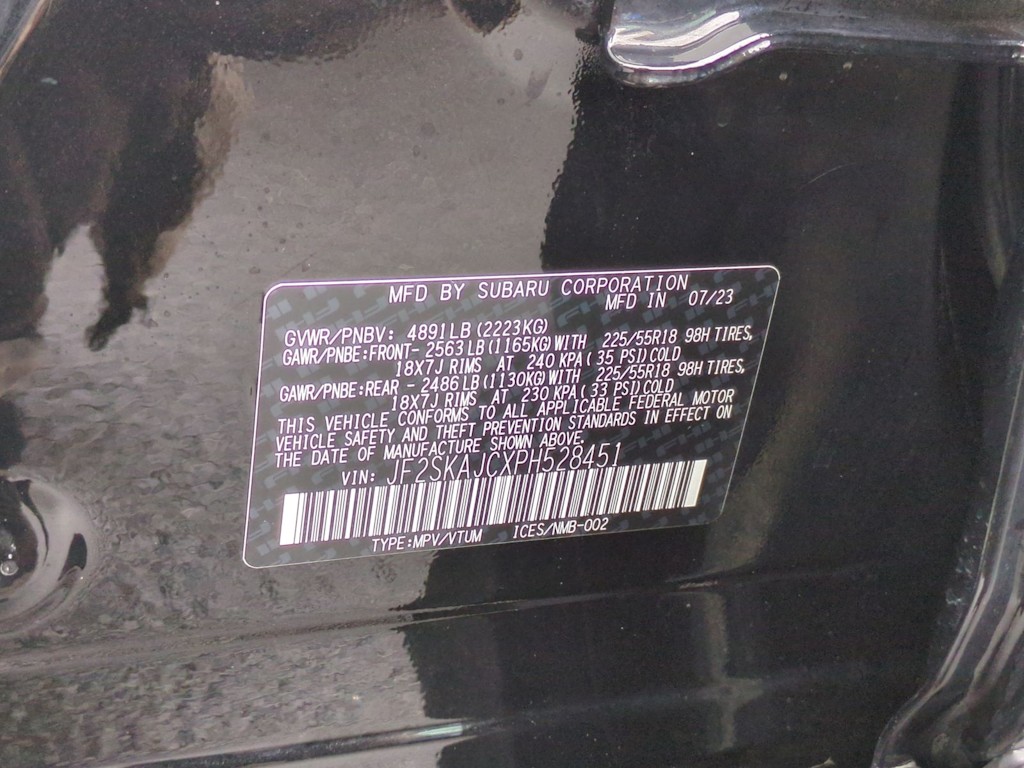 MFD BY SUBARU CORPORATION
MFD IN 07/23
GVWR/PNBV: 4891LB (2223KG)
GAWR/PNBE:FRONT- 2563LB(1165KG)WITH 225/55R18 98H TIRES,
18X7J RIMS AT 240 KPA( 35 PSI)COLD
GAWR/PNBE:REAR - 2486LB(1130KG)WITH 225/55R18 98H TIRES,
18X7J RIMS AT 230 KPA( 33 PSI)COLD
THIS VEHICLE CONFORMS TO ALL APPLICABLE FEDERAL MOTOR
VEHICLE SAFETY AND THEFT PREVENTION STANDARDS IN EFFECT ON
THE DATE OF MANUFACTURE SHOWN ABOVE.
VIN: JF2SKAJCXPH528451
TYPE:MPV/VTUM ICES/NMB-002